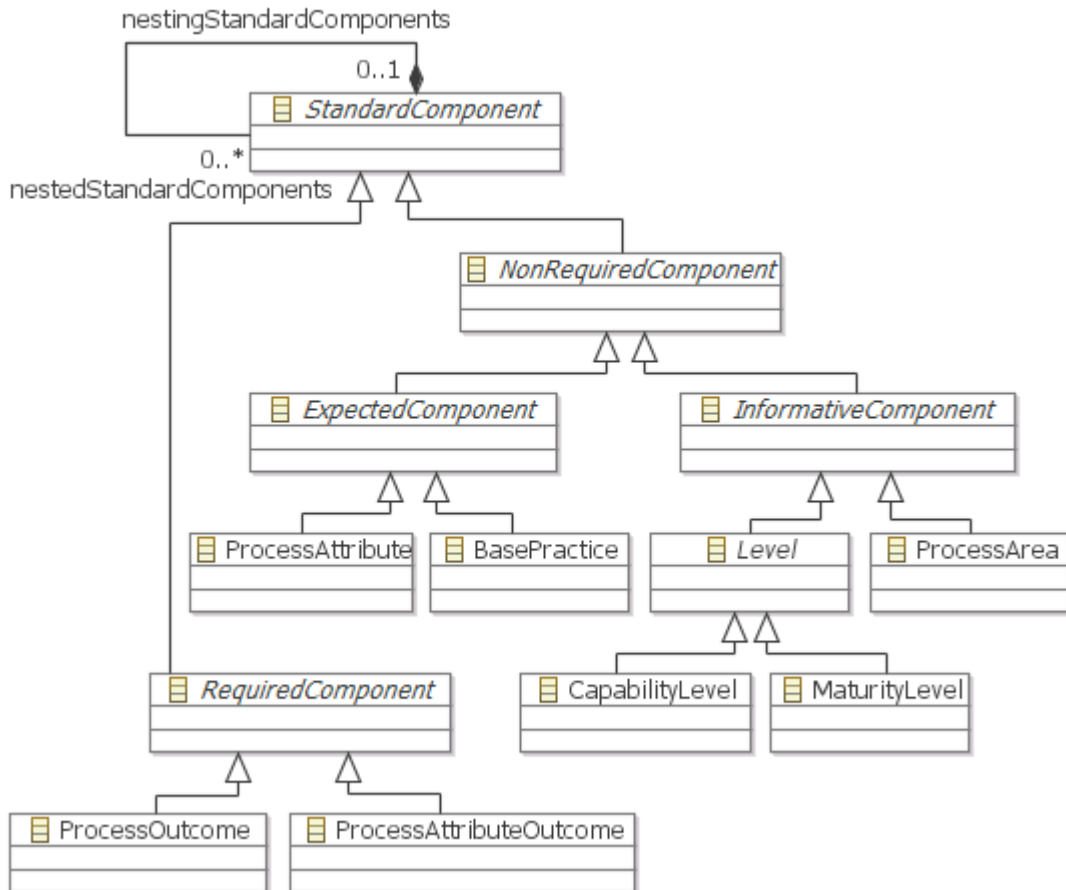 nestingStandardComponents
0..1
StandardComponent
0..*
nestedStandardComponents
NonRequiredComponent
ExpectedComponent
InformativeComponent
ProcessAttribute
BasePractice
Level
ProcessArea
RequiredComponent
CapabilityLevel
MaturityLevel
ProcessOutcome
ProcessAttributeOutcome